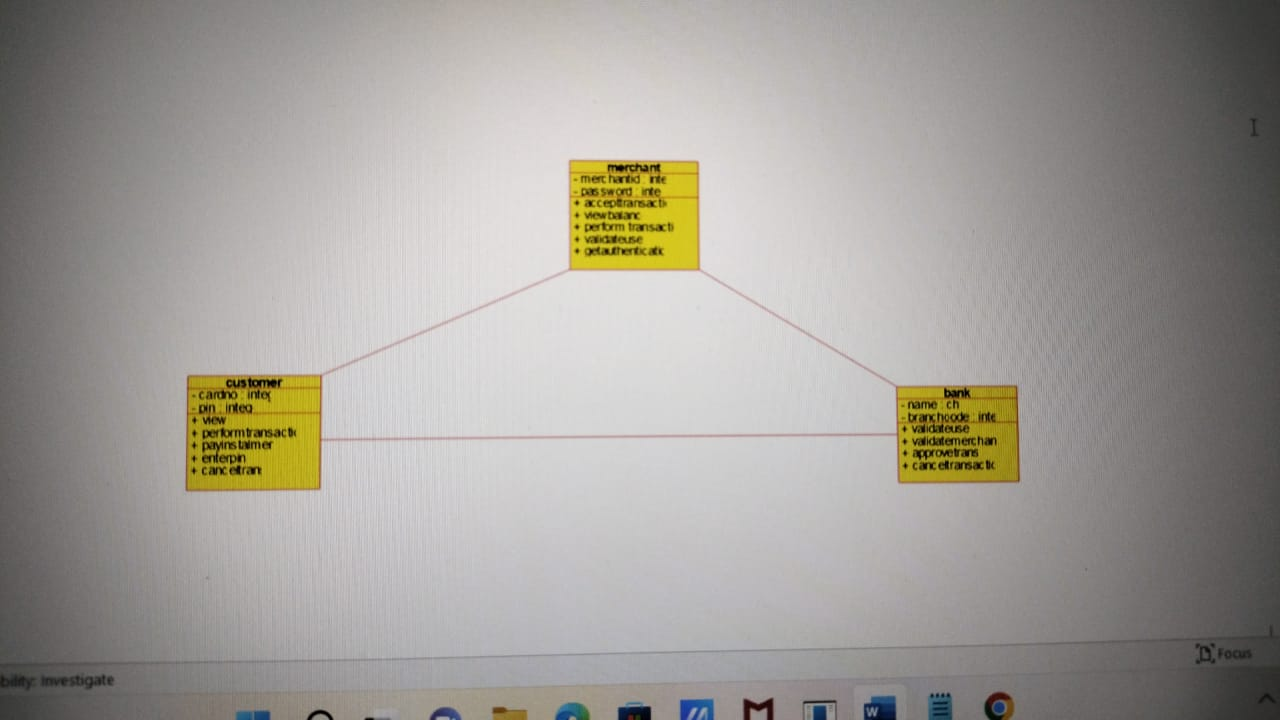 merchant
- merchantid : inte
- password : inte
+ accepttransacti
+ viewbalanc
+ perform transacti
+ validateuse
+ getauthenticatic
customer
- cardno : integ
- pin : intege
+ view
+ performtransactic
+ payinstalmer
+ enterpin
+ canceltran
bank
- name : ch
- branchcode : inte
+ validateuse
+ validatemerchan
+ approvetrans
+ canceltransactic
Focus
bility: Investigate
W